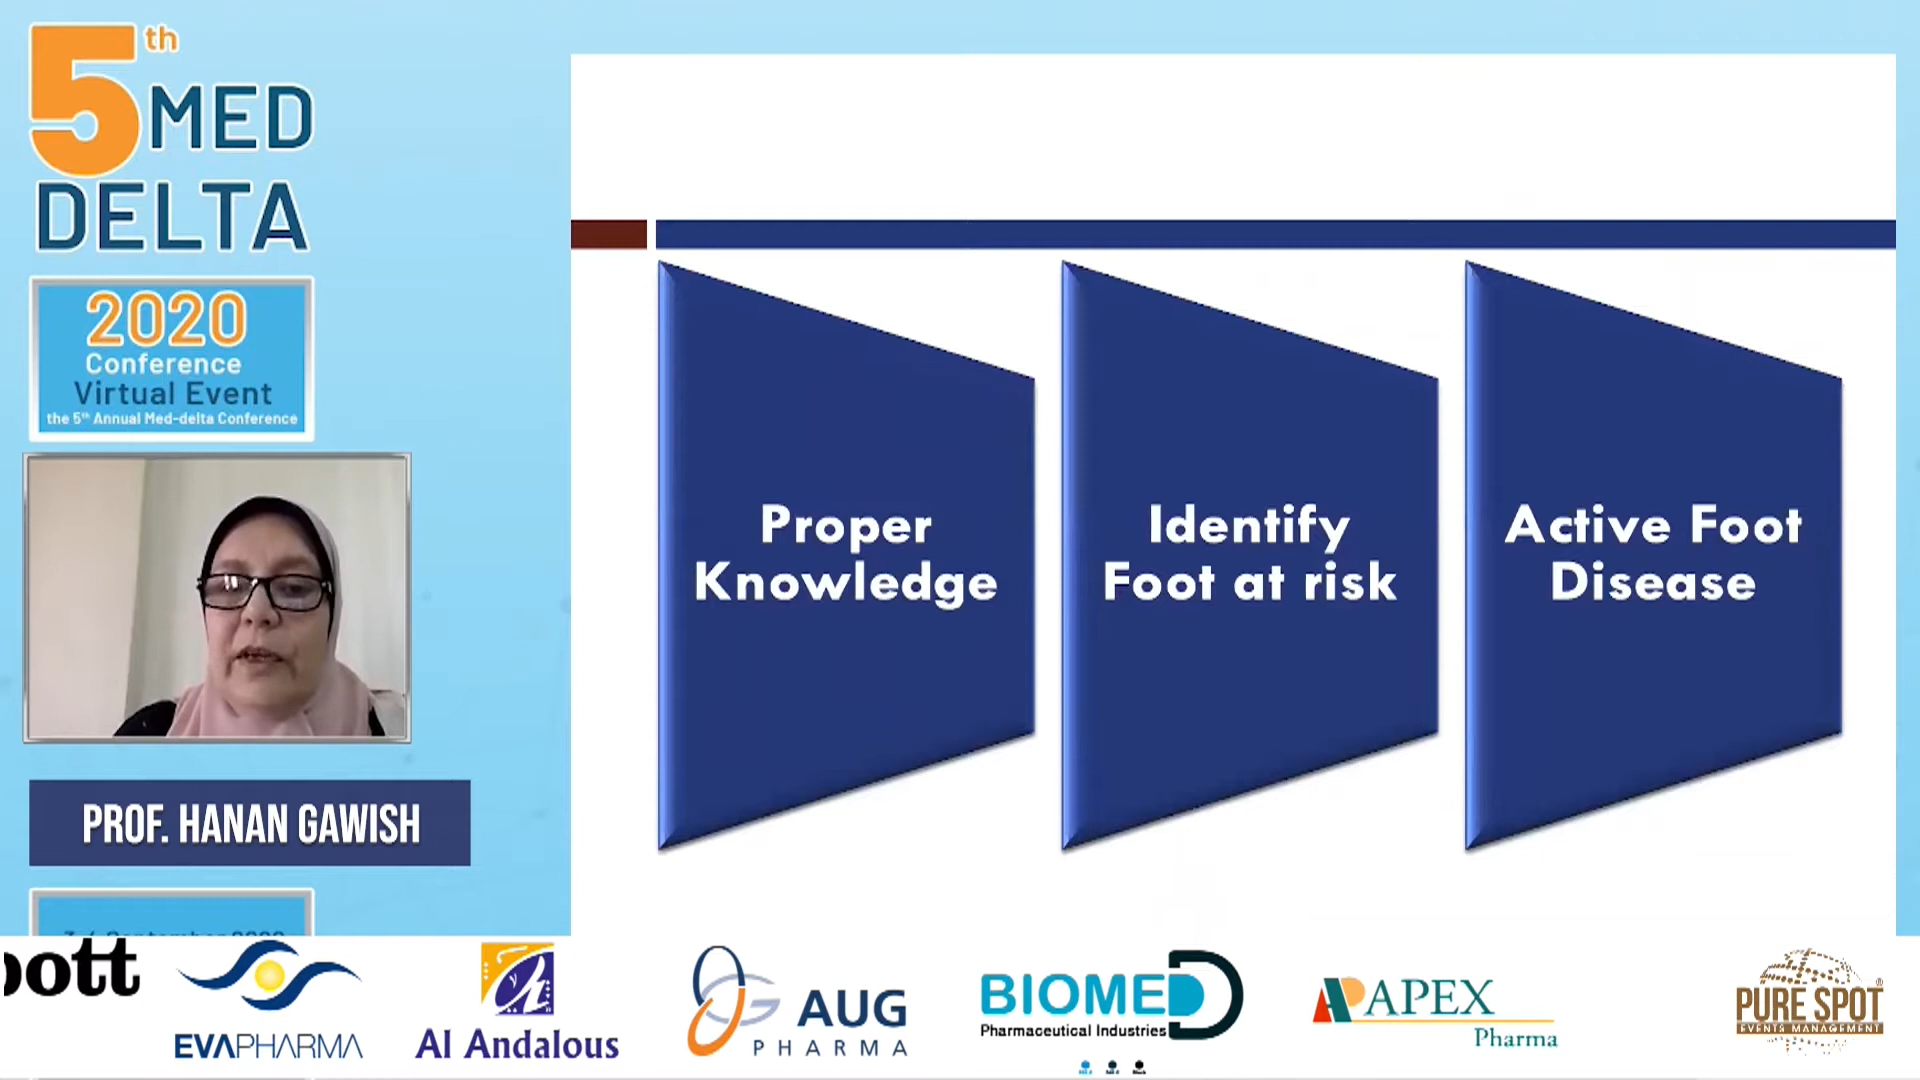 5th
MED
DELTA
2020
Conference
Virtual Event
the 5th Annual Med-delta Conference
PROF. HANAN GAWISH
Proper
Knowledge
Identify
Foot at risk
Active Foot
Disease
bott
EVAPHARMA
Al Andalous
AUG
PHARMA
BIOMED
Pharmaceutical Industries
APEX
Pharma
PURE SPOT®
EVENTS MANAGEMENT